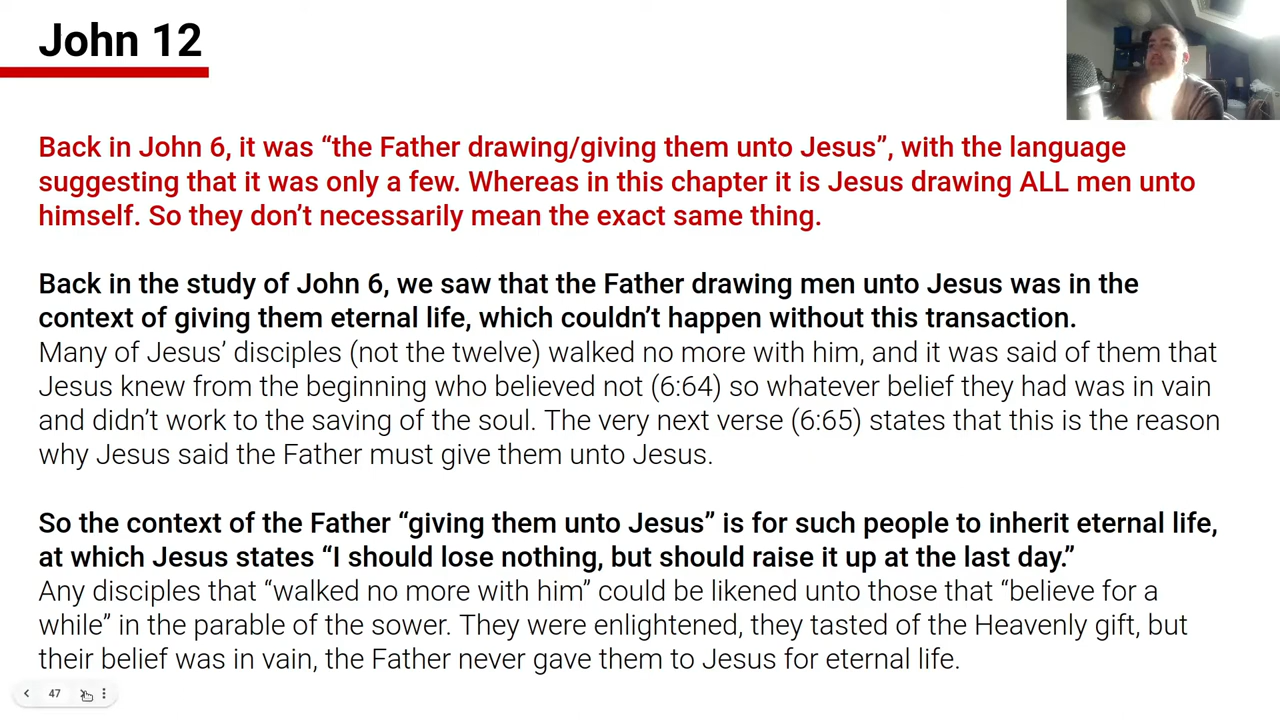 John 12
Back in John 6, it was “the Father drawing/giving them unto Jesus”, with the language
suggesting that it was only a few. Whereas in this chapter it is Jesus drawing ALL men unto
himself. So they don’t necessarily mean the exact same thing.
Back in the study of John 6, we saw that the Father drawing men unto Jesus was in the
context of giving them eternal life, which couldn’t happen without this transaction.
Many of Jesus’ disciples (not the twelve) walked no more with him, and it was said of them that
Jesus knew from the beginning who believed not (6:64) so whatever belief they had was in vain
and didn’t work to the saving of the soul. The very next verse (6:65) states that this is the reason
why Jesus said the Father must give them unto Jesus.
So the context of the Father “giving them unto Jesus” is for such people to inherit eternal life,
at which Jesus states “I should lose nothing, but should raise it up at the last day.”
Any disciples that “walked no more with him” could be likened unto those that “believe for a
while” in the parable of the sower. They were enlightened, they tasted of the Heavenly gift, but
their belief was in vain, the Father never gave them to Jesus for eternal life.
47